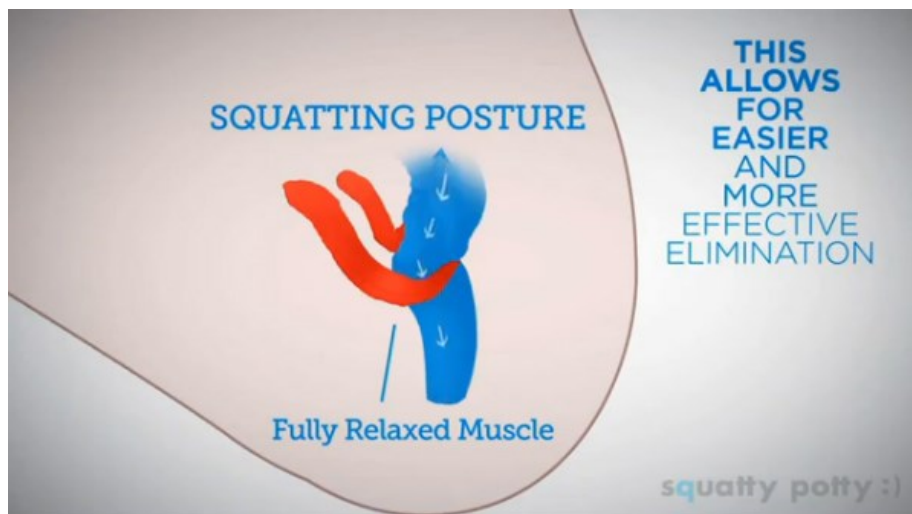 SQUATTING POSTURE
Fully Relaxed Muscle
THIS
ALLOWS
FOR
EASIER
AND
MORE
EFFECTIVE
ELIMINATION
squatty potty :)